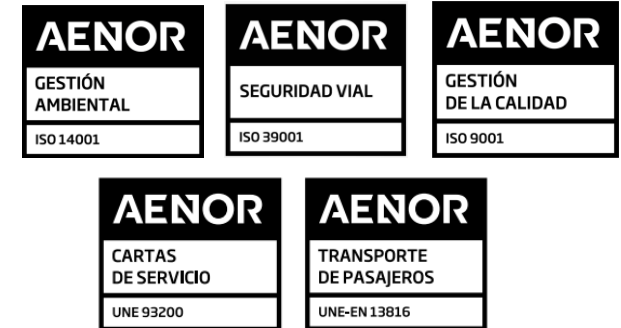 AENOR
GESTIÓN
AMBIENTAL
ISO 14001
AENOR
SEGURIDAD VIAL
ISO 39001
AENOR
GESTIÓN
DE LA CALIDAD
ISO 9001
AENOR
CARTAS
DE SERVICIO
UNE 93200
AENOR
TRANSPORTE
DE PASAJEROS
UNE-EN 13816